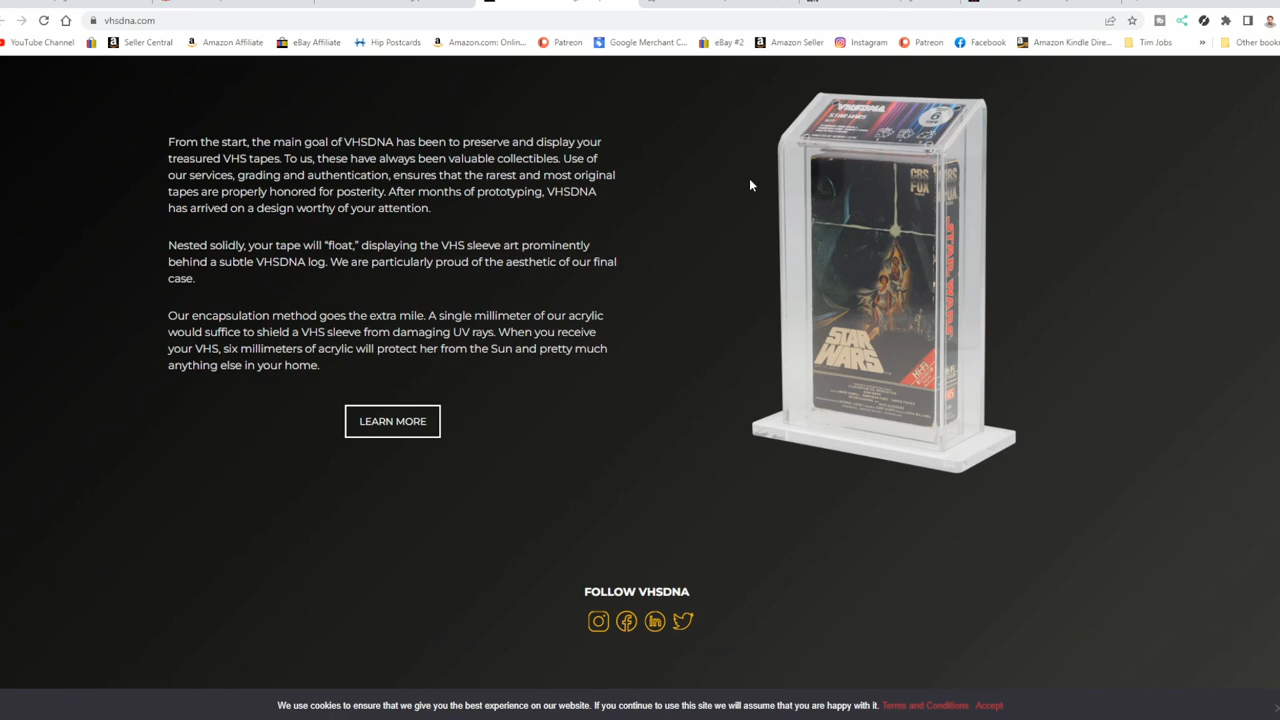 vhsdna.com
YouTube Channel
Seller Central
Amazon Affiliate
eBay Affiliate
Hip Postcards
Amazon.com: Onlin...
Patreon
Google Merchant C...
eBay #2
Amazon Seller
Instagram
Patreon
Facebook
Amazon Kindle Dire...
Tim Jobs
»
Other book
From the start, the main goal of VHSDNA has been to preserve and display your
treasured VHS tapes. To us, these have always been valuable collectibles. Use of
our services, grading and authentication, ensures that the rarest and most original
tapes are properly honored for posterity. After months of prototyping, VHSDNA
has arrived on a design worthy of your attention.
Nested solidly, your tape will “float,” displaying the VHS sleeve art prominently
behind a subtle VHSDNA log. We are particularly proud of the aesthetic of our final
case.
Our encapsulation method goes the extra mile. A single millimeter of our acrylic
would suffice to shield a VHS sleeve from damaging UV rays. When you receive
your VHS, six millimeters of acrylic will protect her from the Sun and pretty much
anything else in your home.
LEARN MORE
VHSDNA
STAR WARS
6
CBS
FOX
STAR WARS
STAR
WARS
HI-FI
VHS
FOLLOW VHSDNA
We use cookies to ensure that we give you the best experience on our website. If you continue to use this site we will assume that you are happy with it. Terms and Conditions Accept